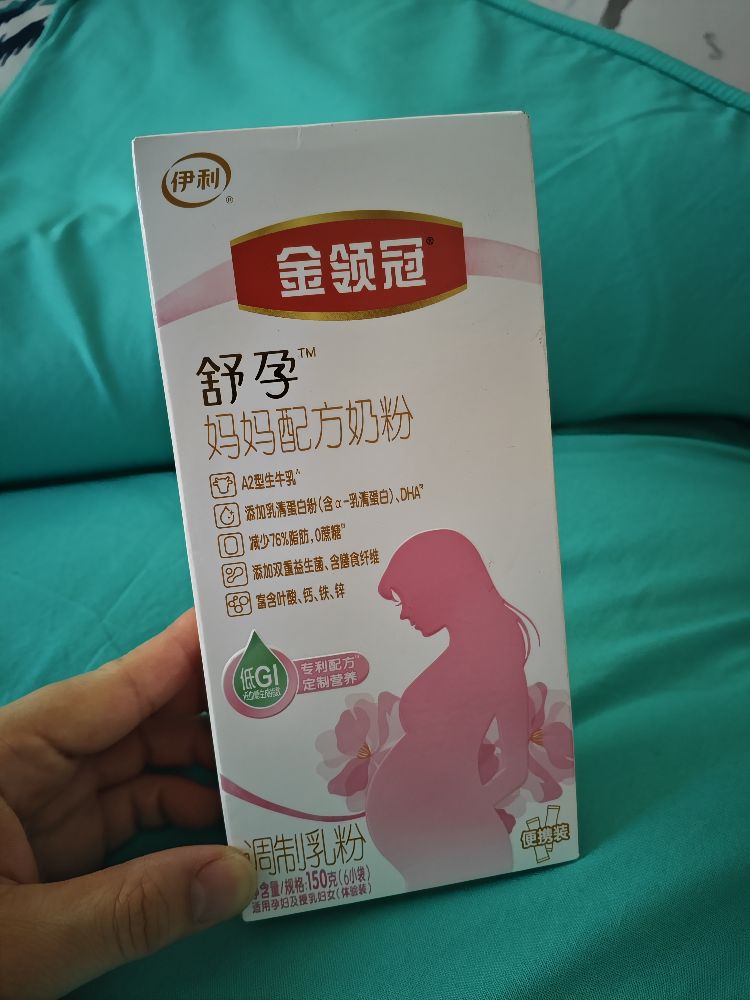 伊利®
金领冠®
舒孕™
妈妈配方奶粉
A2型生牛乳
添加乳清蛋白粉(含α-乳清蛋白)、DHA
减少76%脂肪,0蔗糖
添加双重益生菌、含膳食纤维
富含叶酸、钙、铁、锌
低GI
专利配方
定制营养
调制乳粉
便携装
净含量/规格:150克(6小袋)
适用孕妇及授乳妇女(体验装)